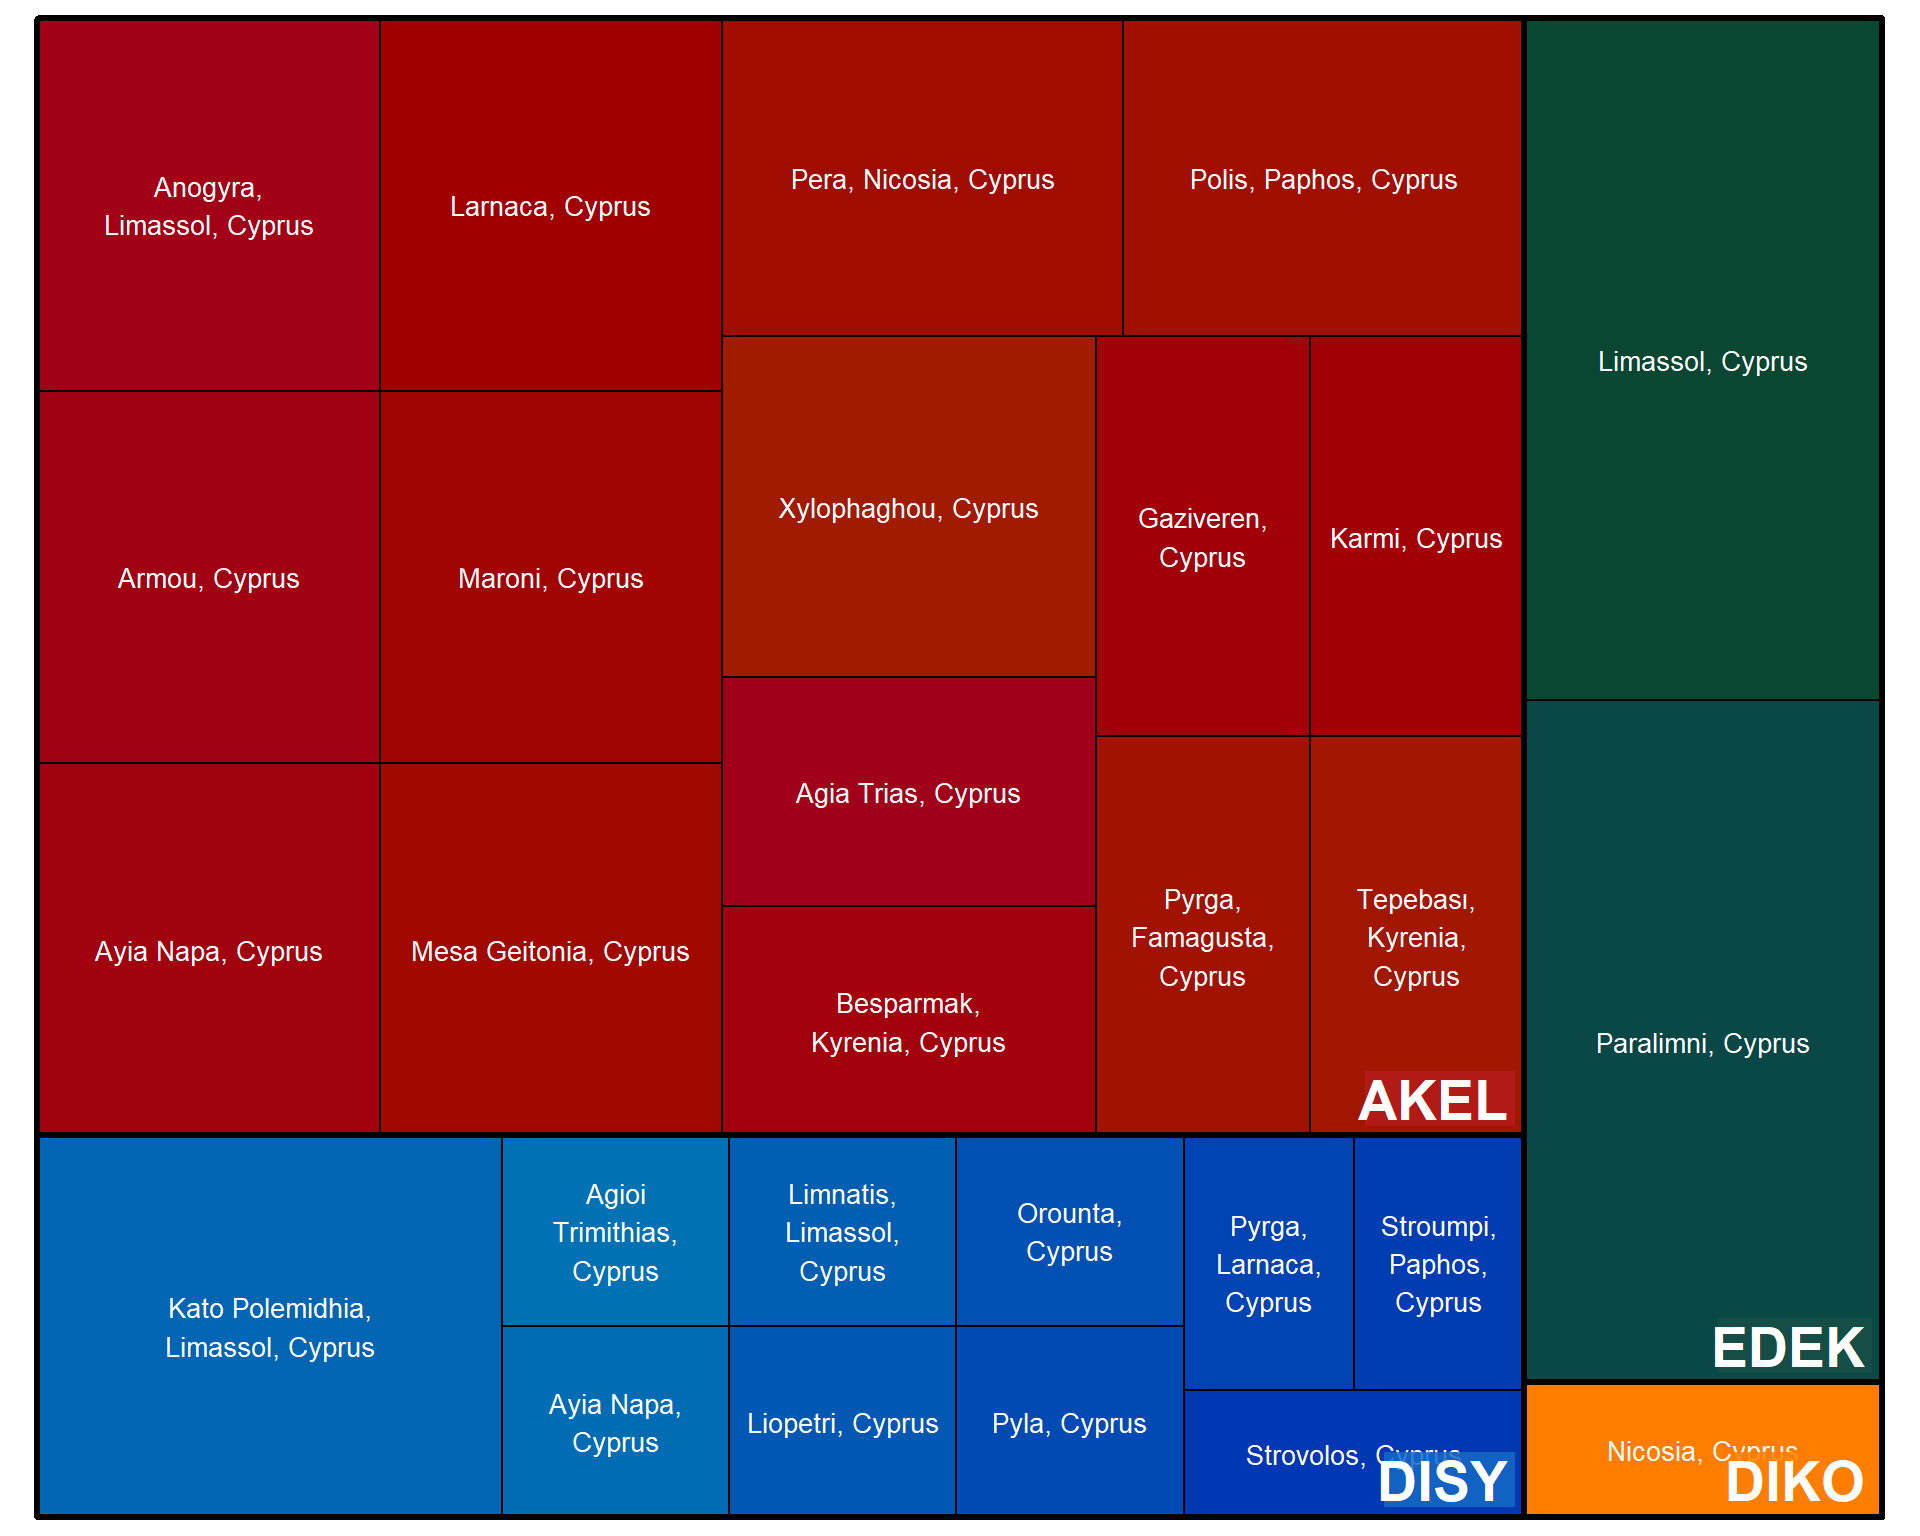 Anogyra,
Limassol, Cyprus
Larnaca, Cyprus
Pera, Nicosia, Cyprus
Polis, Paphos, Cyprus
Armou, Cyprus
Maroni, Cyprus
Xylophaghou, Cyprus
Gaziveren,
Cyprus
Karmi, Cyprus
Agia Trias, Cyprus
Ayia Napa, Cyprus
Mesa Geitonia, Cyprus
Besparmak,
Kyrenia, Cyprus
Pyrga,
Famagusta,
Cyprus
Tepebası,
Kyrenia,
Cyprus
AKEL
Limassol, Cyprus
Paralimni, Cyprus
EDEK
Kato Polemidhia,
Limassol, Cyprus
Agioi
Trimithias,
Cyprus
Limnatis,
Limassol,
Cyprus
Orounta,
Cyprus
Pyrga,
Larnaca,
Cyprus
Stroumpi,
Paphos,
Cyprus
Ayia Napa,
Cyprus
Liopetri, Cyprus
Pyla, Cyprus
Strovolos, Cyprus
DISY
Nicosia, Cyprus
DIKO